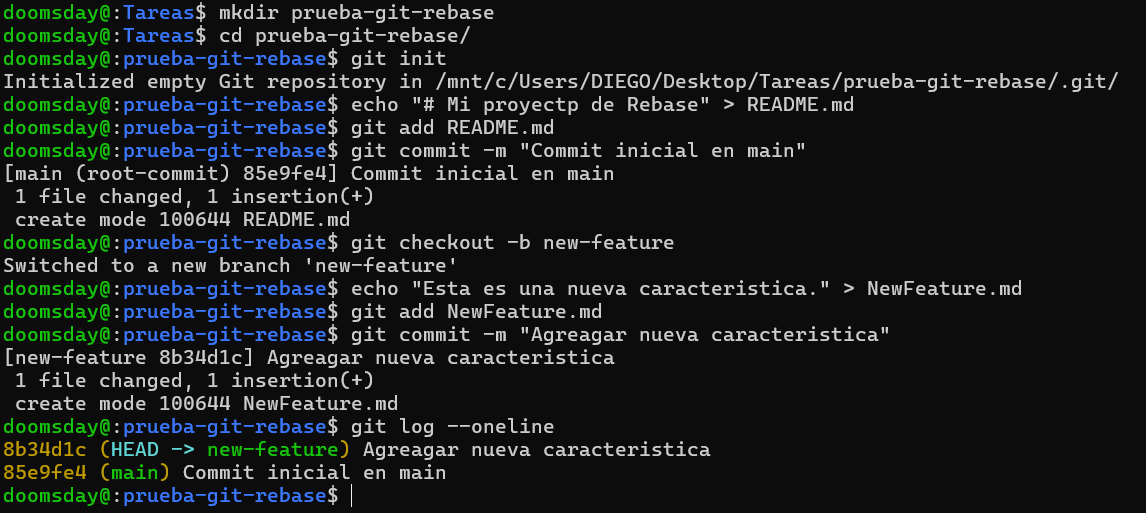 doomsday@:Tareas$ mkdir prueba-git-rebase
doomsday@:Tareas$ cd prueba-git-rebase/
doomsday@:prueba-git-rebase$ git init
Initialized empty Git repository in /mnt/c/Users/DIEGO/Desktop/Tareas/prueba-git-rebase/.git/
doomsday@:prueba-git-rebase$ echo "# Mi proyectp de Rebase" > README.md
doomsday@:prueba-git-rebase$ git add README.md
doomsday@:prueba-git-rebase$ git commit -m "Commit inicial en main"
[main (root-commit) 85e9fe4] Commit inicial en main
 1 file changed, 1 insertion(+)
 create mode 100644 README.md
doomsday@:prueba-git-rebase$ git checkout -b new-feature
Switched to a new branch 'new-feature'
doomsday@:prueba-git-rebase$ echo "Esta es una nueva caracteristica." > NewFeature.md
doomsday@:prueba-git-rebase$ git add NewFeature.md
doomsday@:prueba-git-rebase$ git commit -m "Agreagar nueva caracteristica"
[new-feature 8b34d1c] Agreagar nueva caracteristica
 1 file changed, 1 insertion(+)
 create mode 100644 NewFeature.md
doomsday@:prueba-git-rebase$ git log --oneline
8b34d1c (HEAD -> new-feature) Agreagar nueva caracteristica
85e9fe4 (main) Commit inicial en main
doomsday@:prueba-git-rebase$